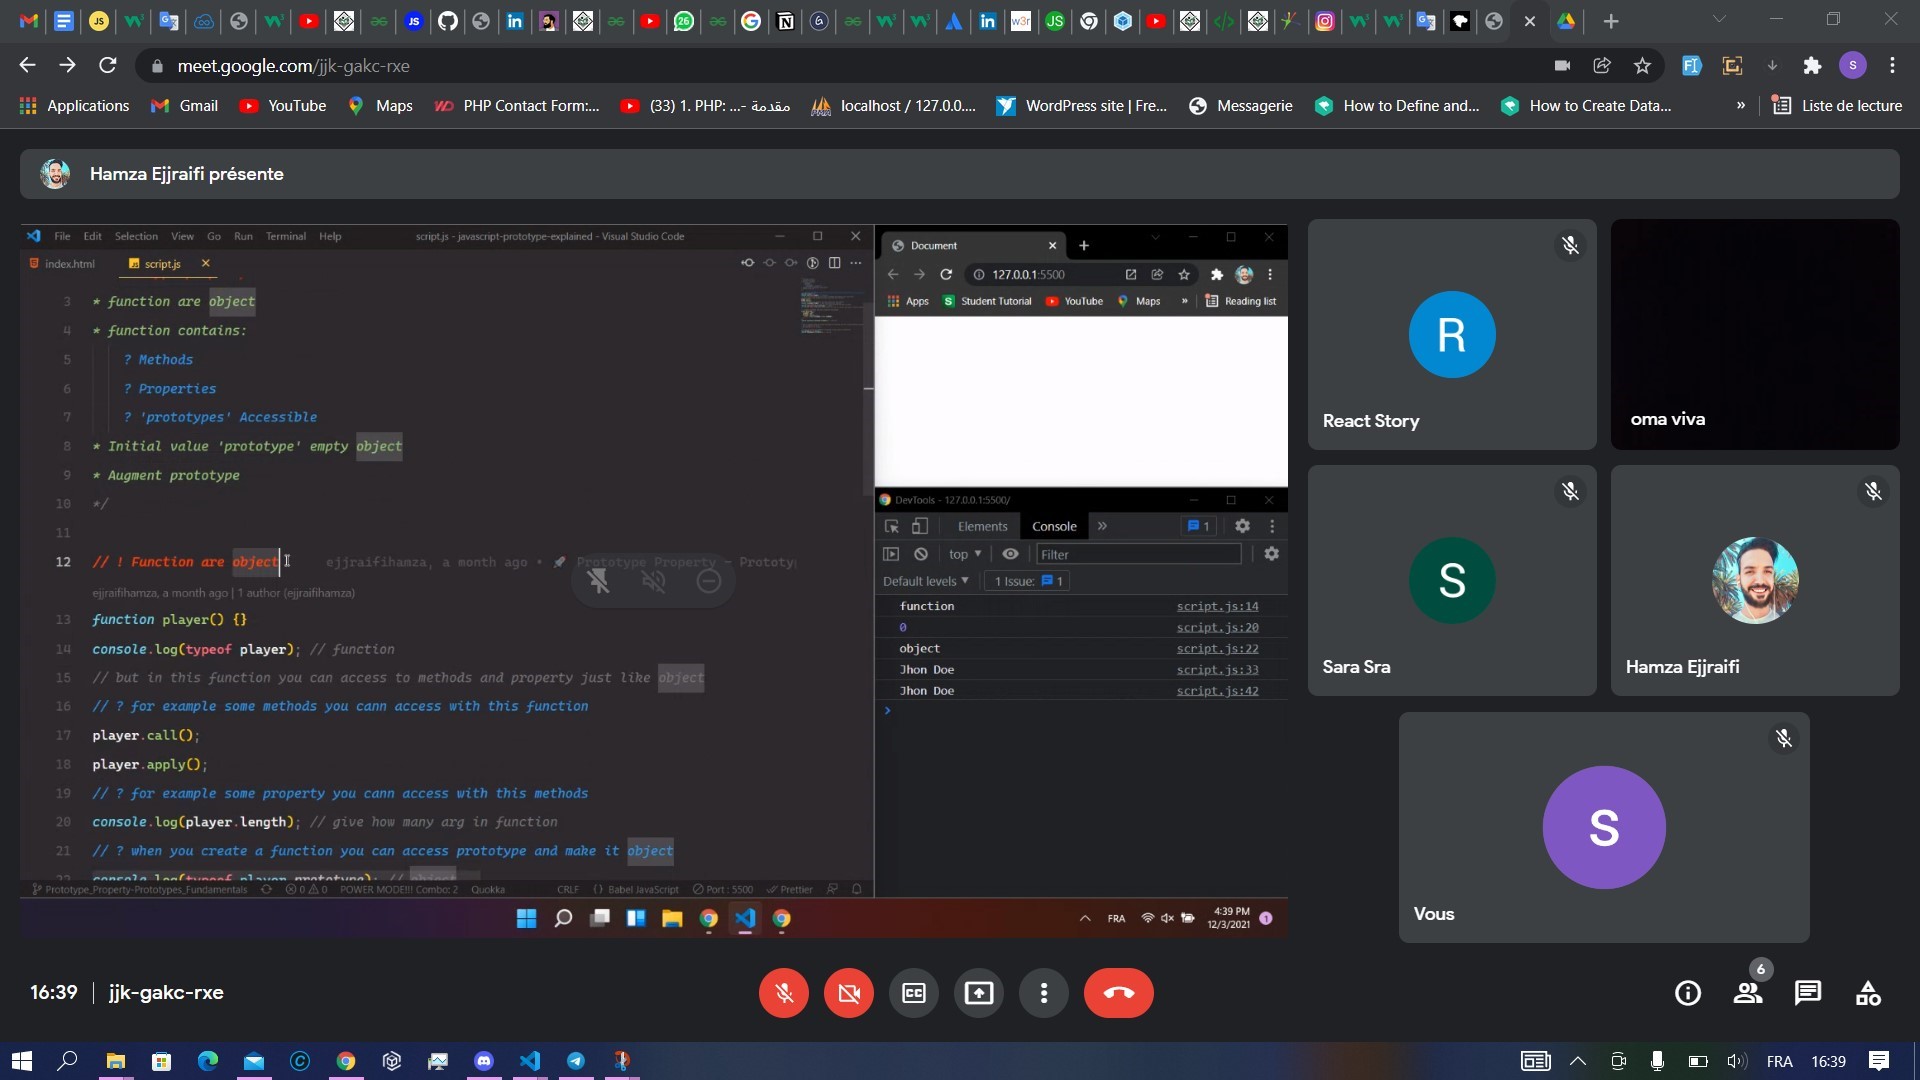 meet.google.com/jjk-gakc-rxe
S
Applications
Gmail
YouTube
Maps
PHP Contact Form:...
(33) 1. PHP: ...- مقدمة
localhost / 127.0.0....
WordPress site | Fre...
Messagerie
How to Define and...
How to Create Data...
»
Liste de lecture
Hamza Ejjraifi présente
File Edit Selection View Go Run Terminal Help
script.js - javascript-prototype-explained - Visual Studio Code
index.html
script.js
3 * function are object
4 * function contains:
5 ? Methods
6 ? Properties
7 ? 'prototypes' Accessible
8 * Initial value 'prototype' empty object
9 * Augment prototype
10 */
11
12 // ! Function are object ejjraifihamza, a month ago • Prototype Property - Prototyp
ejjraifihamza, a month ago | 1 author (ejjraifihamza)
13 function player() {}
14 console.log(typeof player); // function
15 // but in this function you can access to methods and property just like object
16 // ? for example some methods you cann access with this function
17 player.call();
18 player.apply();
19 // ? for example some property you cann access with this methods
20 console.log(player.length); // give how many arg in function
21 // ? when you create a function you can access prototype and make it object
22 console.log(typeof player.prototype); // object
Prototype_Property-Prototypes_Fundamentals
0 0
POWER MODE!!! Combo: 2
Quokka
CRLF
{} Babel JavaScript
Port : 5500
Prettier
Document
127.0.0.1:5500
Apps
Student Tutorial
YouTube
Maps
»
Reading list
DevTools - 127.0.0.1:5500/
Elements
Console
»
1
top
Filter
Default levels
1 Issue: 1
function script.js:14
0 script.js:20
object script.js:22
Jhon Doe script.js:33
Jhon Doe script.js:42
>
FRA
4:39 PM
12/3/2021
1
R
React Story
oma viva
S
Sara Sra
Hamza Ejjraifi
S
Vous
16:39 | jjk-gakc-rxe
CC
6
FRA
16:39